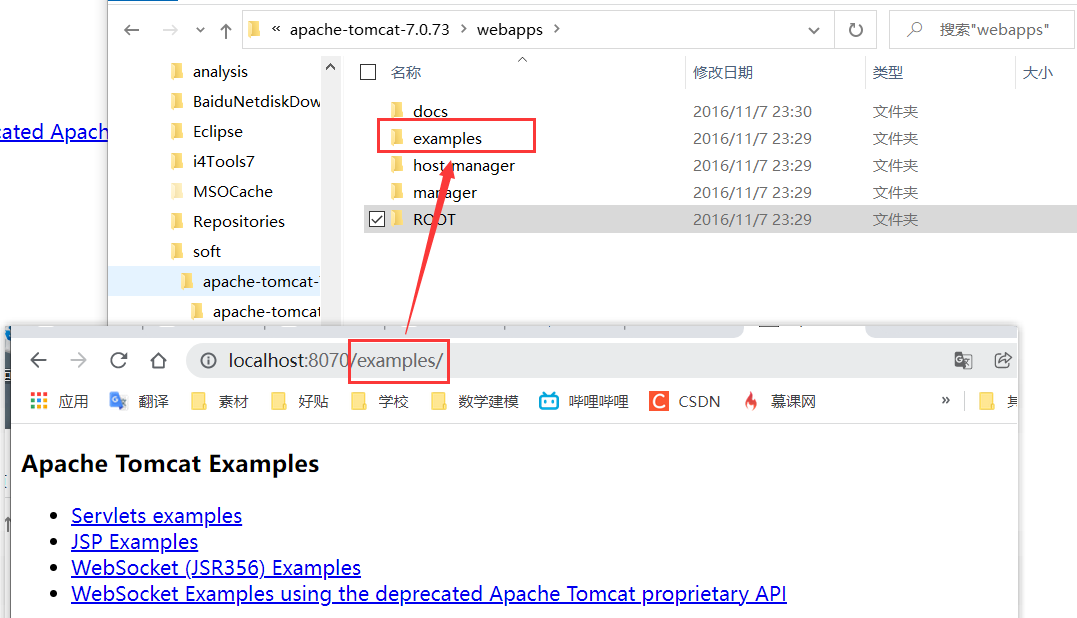 « apache-tomcat-7.0.73 > webapps >
搜索"webapps"
analysis
BaiduNetdiskDow
Eclipse
i4Tools7
MSOCache
Repositories
soft
apache-tomcat-
apache-tomcat
cated Apach
名称 修改日期 类型 大小
docs 2016/11/7 23:30 文件夹
examples 2016/11/7 23:29 文件夹
host-manager 2016/11/7 23:29 文件夹
manager 2016/11/7 23:29 文件夹
ROOT 2016/11/7 23:29 文件夹
localhost:8070/examples/
应用 翻译 素材 好贴 学校 数学建模 哔哩哔哩 C CSDN 慕课网 »
Apache Tomcat Examples
• Servlets examples
• JSP Examples
• WebSocket (JSR356) Examples
• WebSocket Examples using the deprecated Apache Tomcat proprietary API